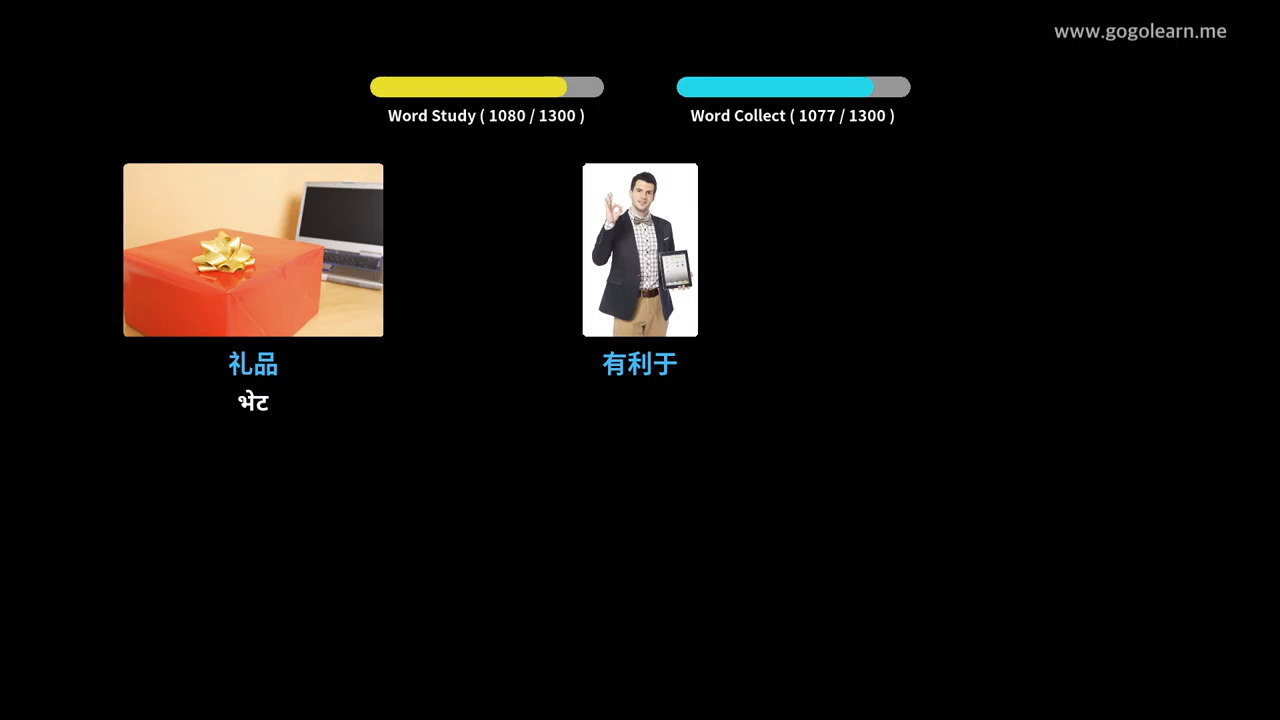 www.gogolearn.me
Word Study ( 1080 / 1300 )
Word Collect ( 1077 / 1300 )
礼品
भेट
有利于